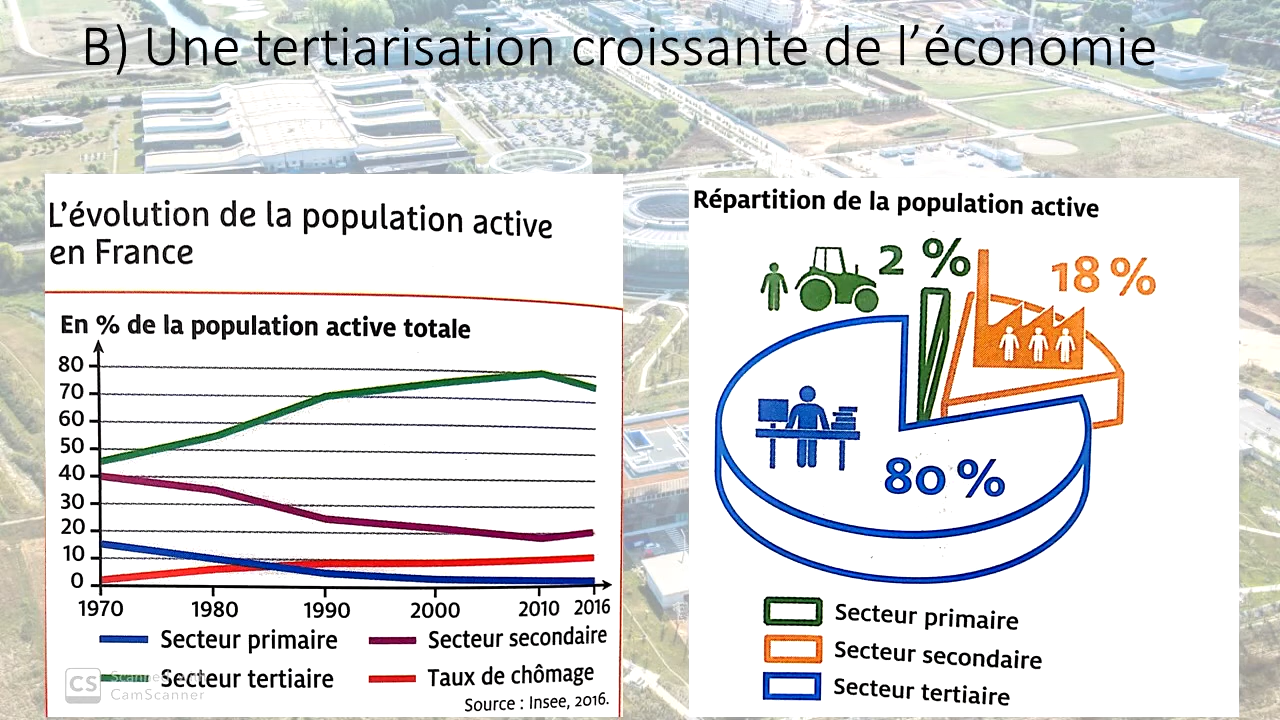 B) Une tertiarisation croissante de l’économie
L’évolution de la population active
en France
En % de la population active totale
80
70
60
50
40
30
20
10
0
1970 1980 1990 2000 2010 2016
Secteur primaire Secteur secondaire
Secteur tertiaire Taux de chômage
Source : Insee, 2016.
CS
CamScanner
Répartition de la population active
2 %
18 %
80 %
Secteur primaire
Secteur secondaire
Secteur tertiaire